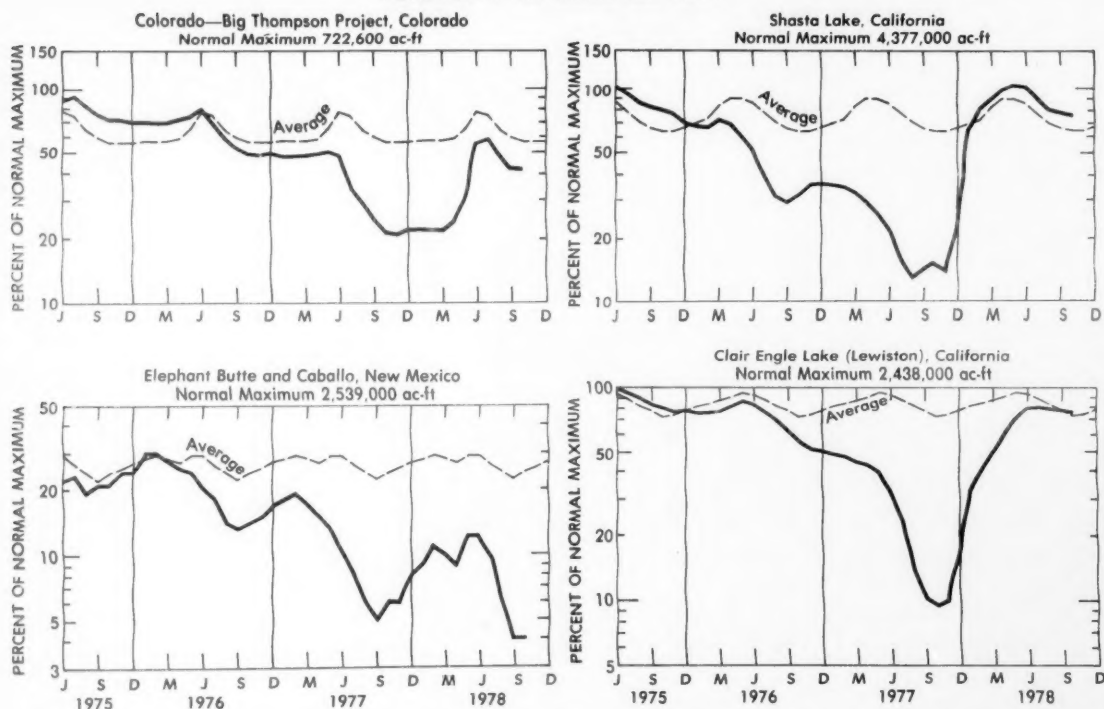 Colorado—Big Thompson Project, Colorado
Normal Maximum 722,600 ac-ft
PERCENT OF NORMAL MAXIMUM
150
100
50
20
10
Average
J S D M J S D M J S D M J S D
Shasta Lake, California
Normal Maximum 4,377,000 ac-ft
PERCENT OF NORMAL MAXIMUM
150
100
50
20
10
Average
J S D M J S D M J S D M J S D
Elephant Butte and Caballo, New Mexico
Normal Maximum 2,539,000 ac-ft
PERCENT OF NORMAL MAXIMUM
50
20
10
5
3
Average
J S D M J S D M J S D M J S D
1975 1976 1977 1978
Clair Engle Lake (Lewiston), California
Normal Maximum 2,438,000 ac-ft
PERCENT OF NORMAL MAXIMUM
100
50
20
10
5
Average
J S D M J S D M J S D M J S D
1975 1976 1977 1978